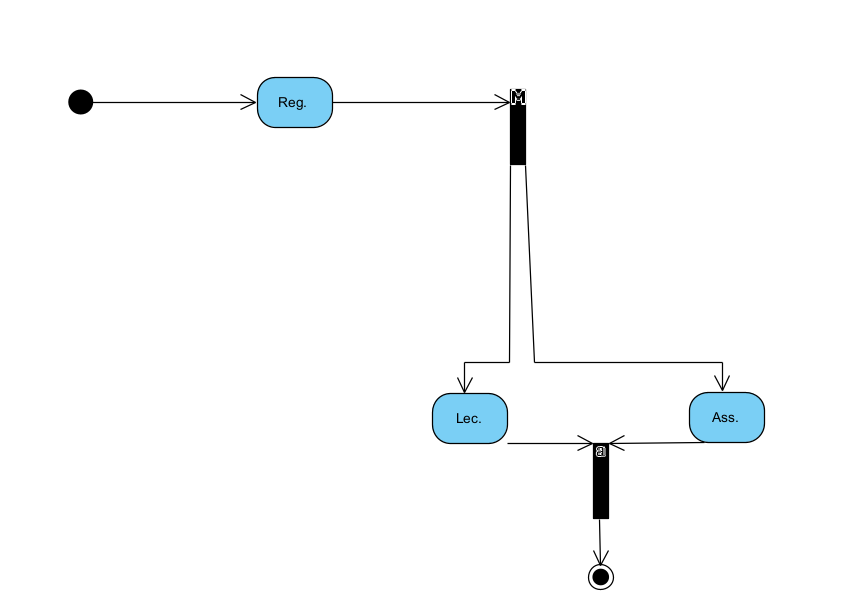 Reg.
M
Lec.
Ass.
a